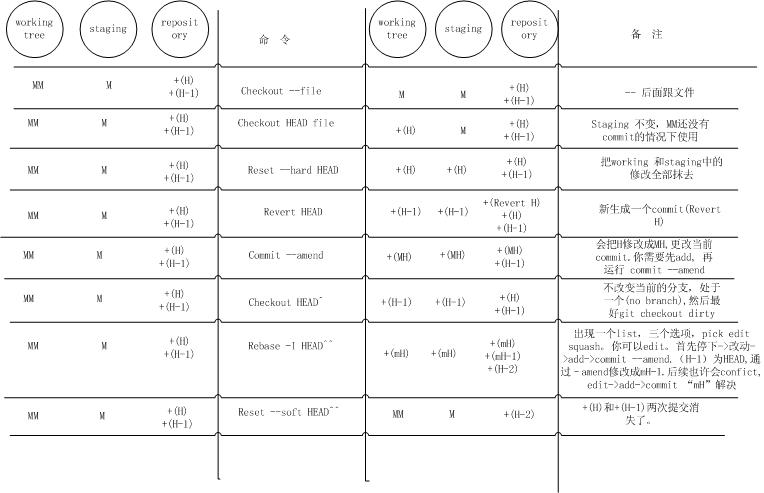 working
tree
staging
reposit
ory
命 令
working
tree
staging
reposit
ory
备 注
MM
M
+(H)
+(H-1)
Checkout --file
M
M
+(H)
+(H-1)
-- 后面跟文件
MM
M
+(H)
+(H-1)
Checkout HEAD file
+(H)
M
+(H)
+(H-1)
Staging 不变，MM还没有
commit的情况下使用
MM
M
+(H)
+(H-1)
Reset --hard HEAD
+(H)
+(H)
+(H)
+(H-1)
把working 和staging中的
修改全部抹去
MM
M
+(H)
+(H-1)
Revert HEAD
+(H-1)
+(H-1)
+(Revert H)
+(H)
+(H-1)
新生成一个commit(Revert
H)
MM
M
+(H)
+(H-1)
Commit --amend
+(MH)
+(MH)
+(MH)
+(H-1)
会把H修改成MH,更改当前
commit.你需要先add, 再
运行 commit --amend
MM
M
+(H)
+(H-1)
Checkout HEAD^
+(H-1)
+(H-1)
+(H)
+(H-1)
不改变当前的分支，处于
一个(no branch),然后最
好git checkout dirty
MM
M
+(H)
+(H-1)
Rebase -I HEAD^^
+(mH)
+(mH)
+(mH)
+(mH-1)
+(H-2)
出现一个list，三个选项，pick edit
squash。你可以edit。首先停下->改动-
>add->commit --amend.（H-1）为HEAD,通
过-amend修改成mH-1.后续也许会confict,
edit->add->commit “mH”解决
MM
M
+(H)
+(H-1)
Reset --soft HEAD^^
MM
M
+(H-2)
+(H)和+(H-1)两次提交消
失了。